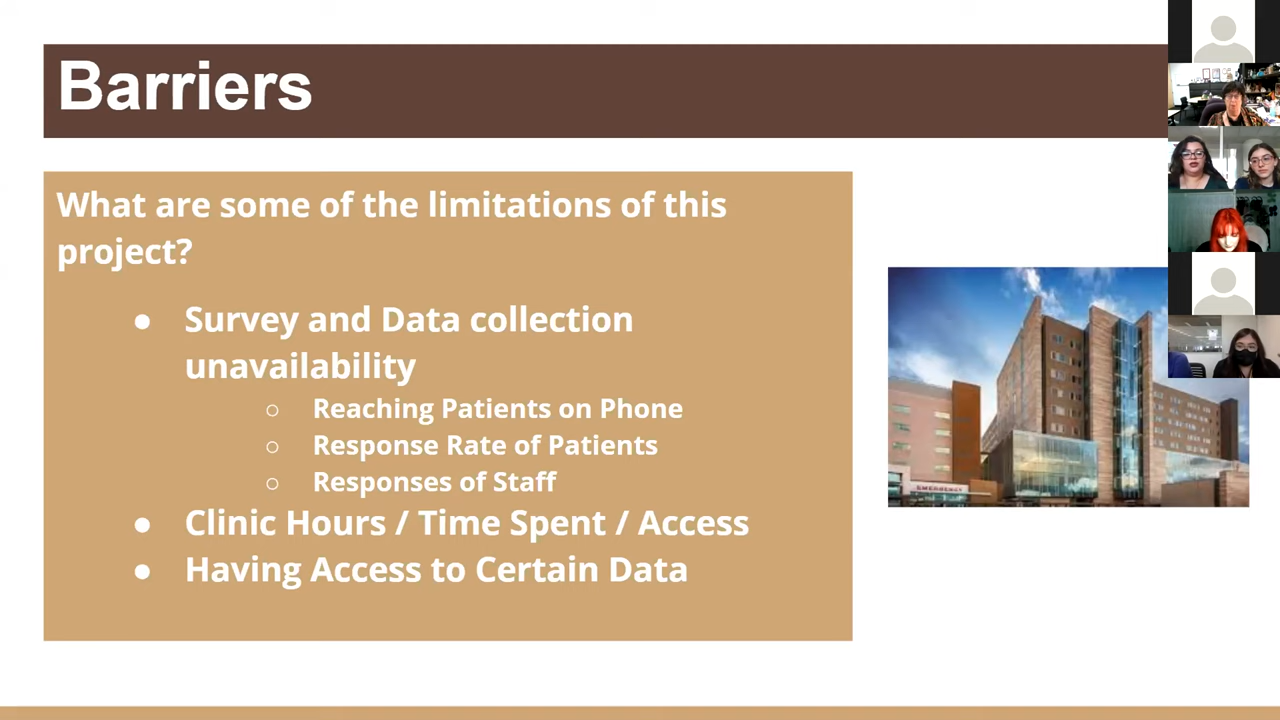 Barriers
What are some of the limitations of this
project?
● Survey and Data collection
unavailability
○ Reaching Patients on Phone
○ Response Rate of Patients
○ Responses of Staff
● Clinic Hours / Time Spent / Access
● Having Access to Certain Data
EMERGENCY